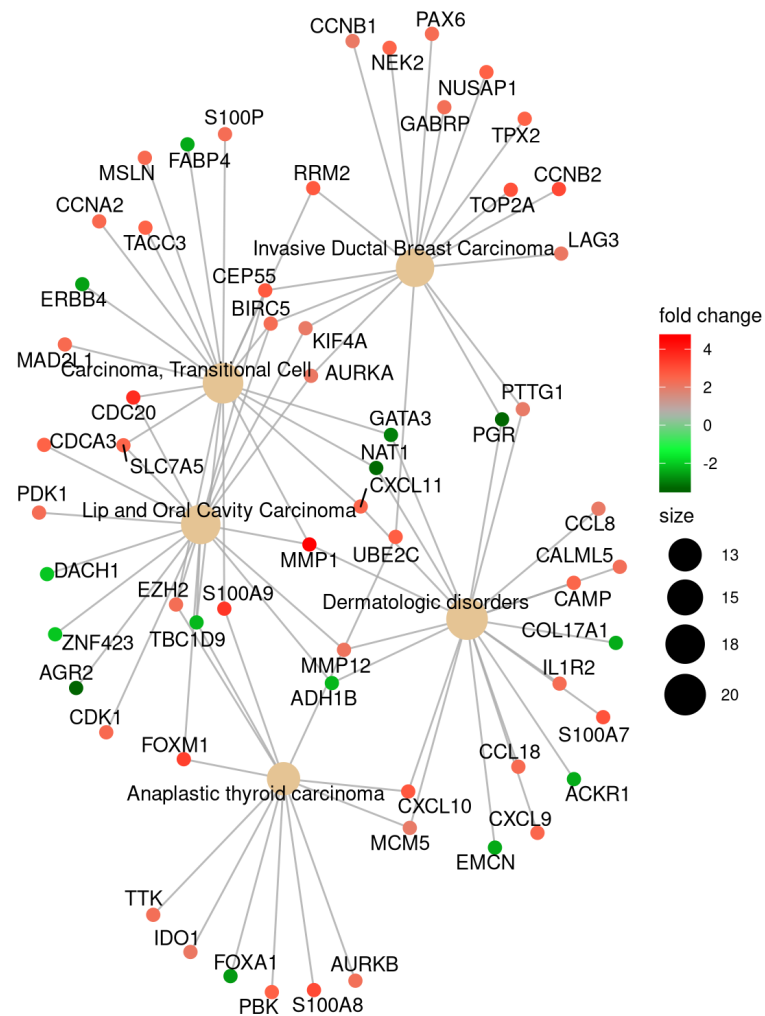 CCNB1
PAX6
NEK2
NUSAP1
GABRP
TPX2
S100P
FABP4
MSLN
RRM2
CCNB2
TOP2A
CCNA2
TACC3
LAG3
Invasive Ductal Breast Carcinoma
CEP55
ERBB4
BIRC5
fold change
KIF4A
MAD2L1
Carcinoma, Transitional Cell
AURKA
4
2
0
-2
PTTG1
CDC20
GATA3
PGR
CDCA3
NAT1
SLC7A5
CXCL11
PDK1
Lip and Oral Cavity Carcinoma
size
CCL8
MMP1
UBE2C
CALML5
13
DACH1
EZH2
S100A9
CAMP
15
Dermatologic disorders
COL17A1
ZNF423
TBC1D9
18
AGR2
MMP12
IL1R2
ADH1B
20
CDK1
S100A7
FOXM1
CCL18
Anaplastic thyroid carcinoma
CXCL10
ACKR1
CXCL9
MCM5
EMCN
TTK
IDO1
FOXA1
AURKB
PBK
S100A8